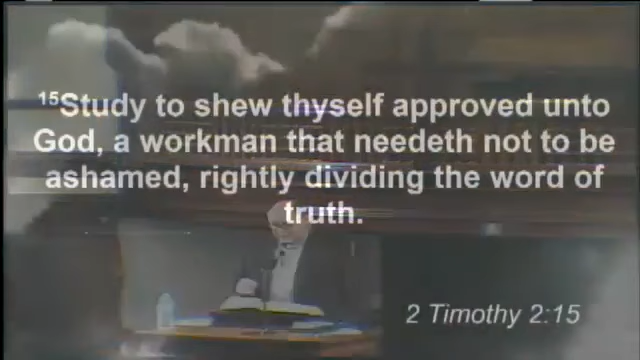 15Study to shew thyself approved unto
God, a workman that needeth not to be
ashamed, rightly dividing the word of
truth.
2 Timothy 2:15